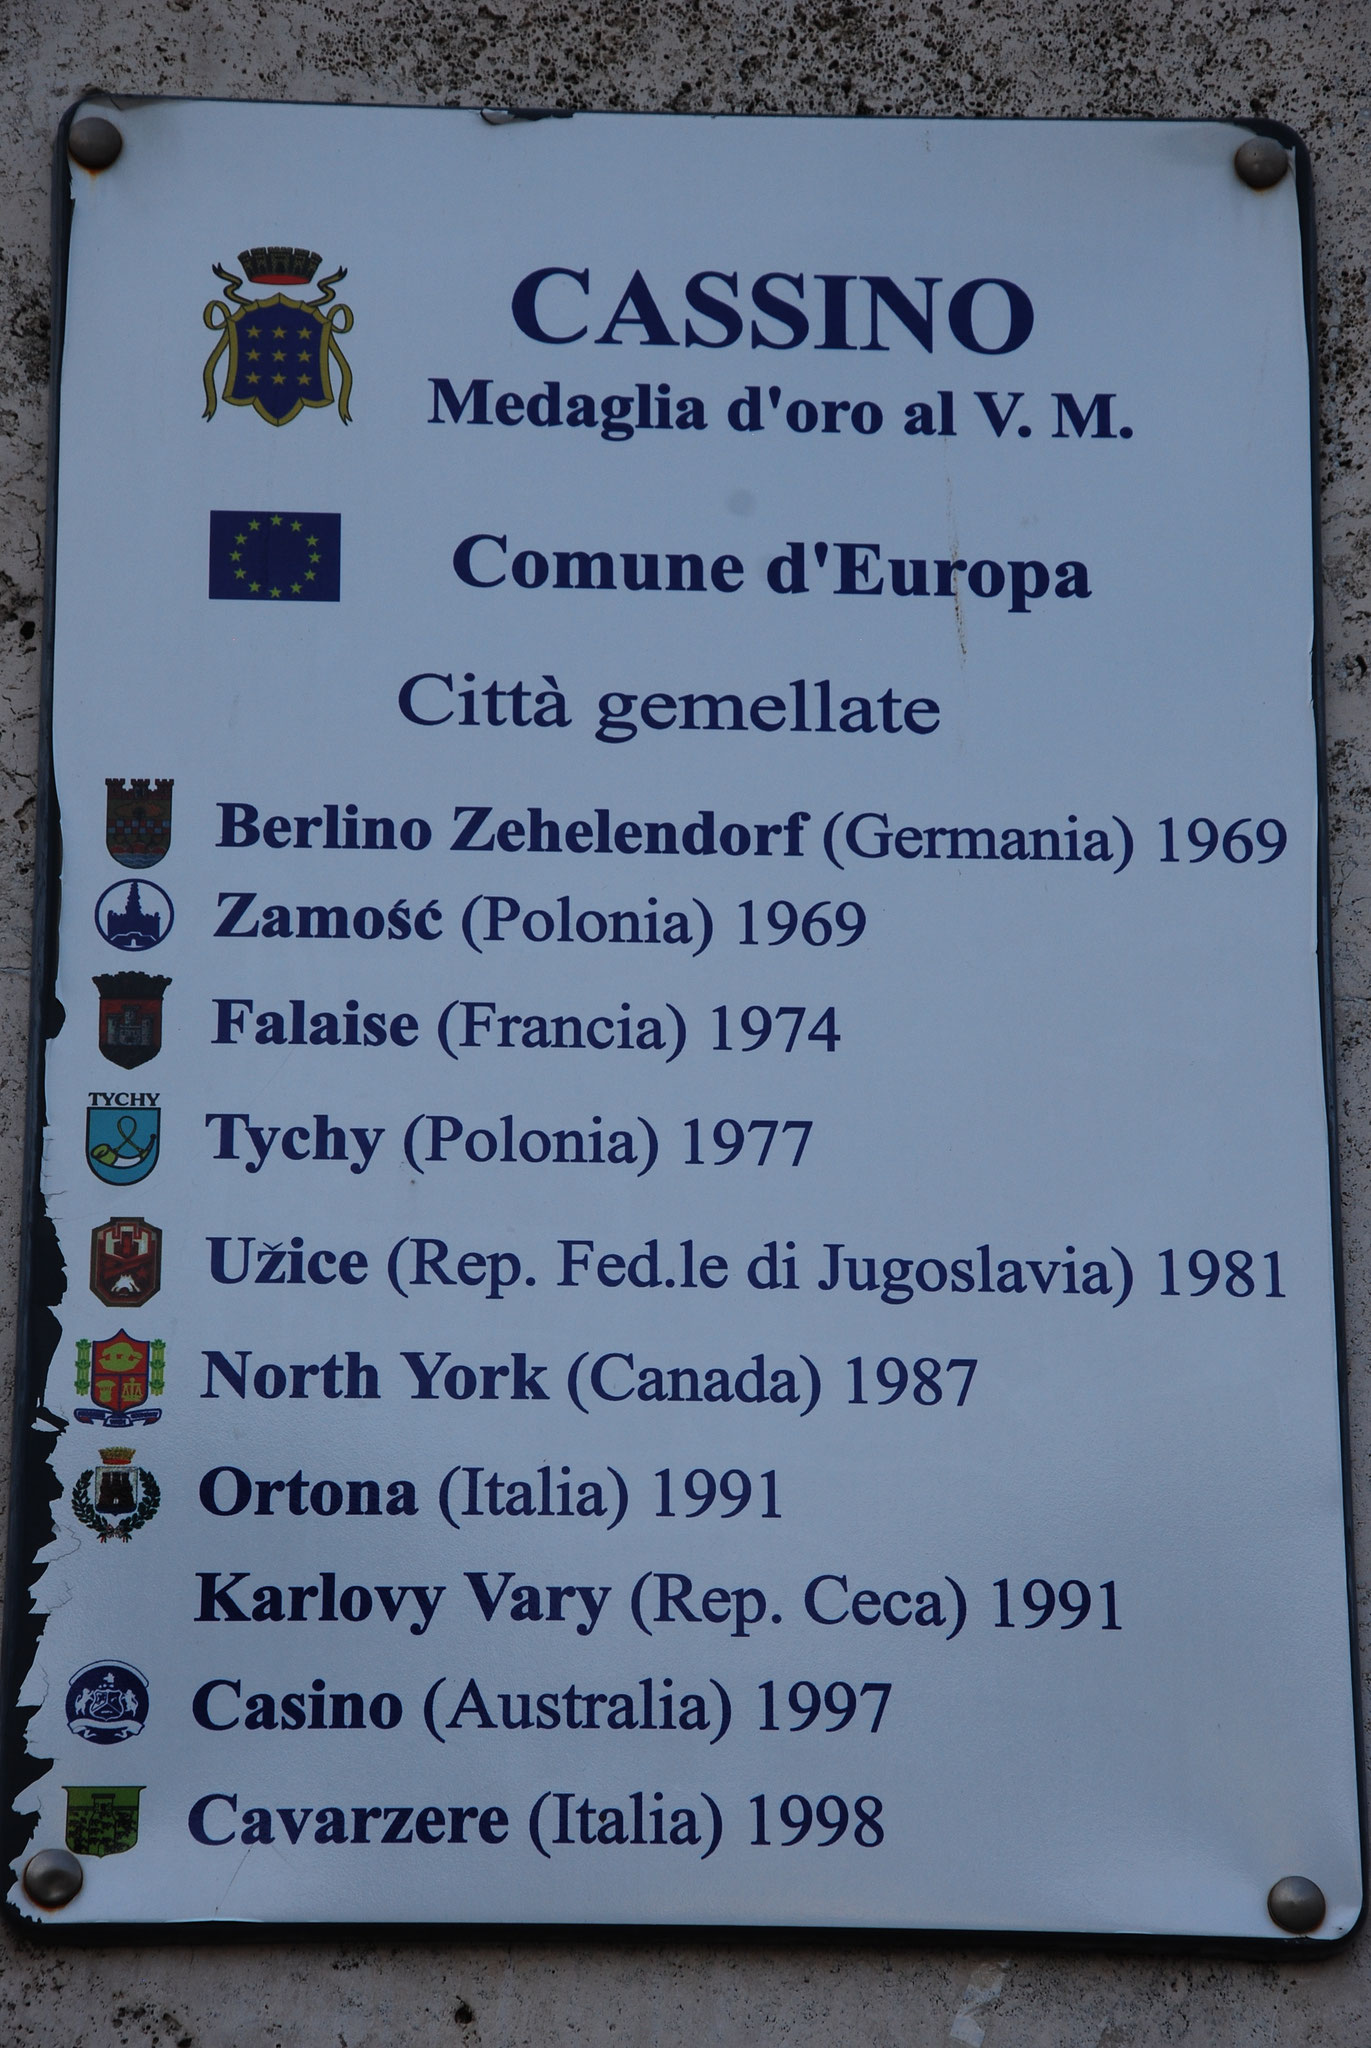 CASSINO
Medaglia d'oro al V. M.
Comune d'Europa
Città gemellate
Berlino Zehelendorf (Germania) 1969
Zamość (Polonia) 1969
Falaise (Francia) 1974
TYCHY
Tychy (Polonia) 1977
Užice (Rep. Fed.le di Jugoslavia) 1981
North York (Canada) 1987
Ortona (Italia) 1991
Karlovy Vary (Rep. Ceca) 1991
Casino (Australia) 1997
Cavarzere (Italia) 1998